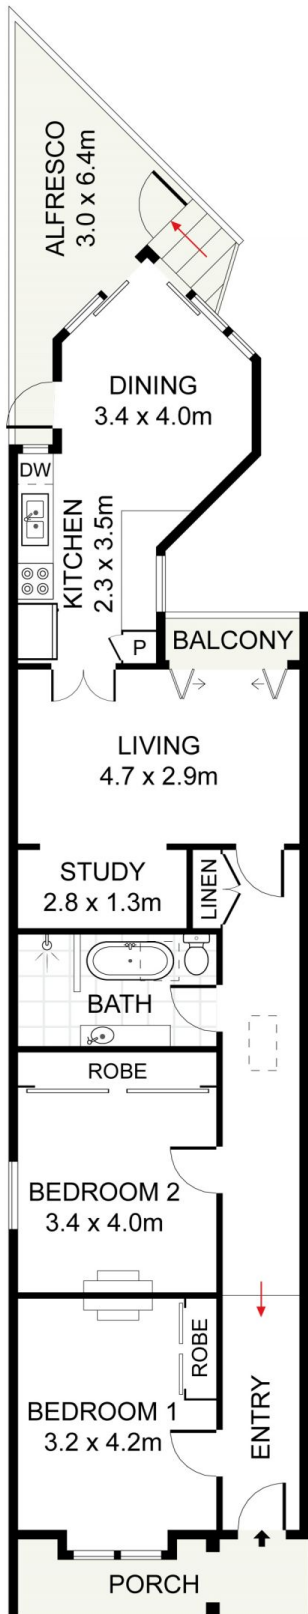 ALFRESCO
3.0 x 6.4m
DINING
3.4 x 4.0m
DW
KITCHEN
2.3 x 3.5m
P
BALCONY
LIVING
4.7 x 2.9m
STUDY
2.8 x 1.3m
LINEN
BATH
ROBE
BEDROOM 2
3.4 x 4.0m
ROBE
BEDROOM 1
3.2 x 4.2m
ENTRY
PORCH